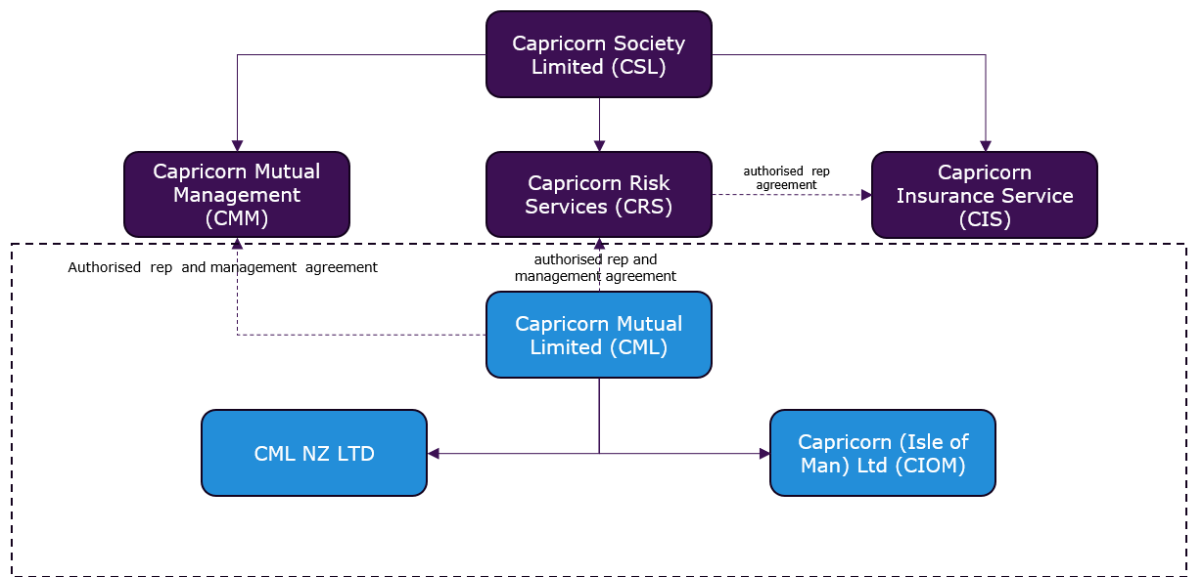 Capricorn Society
Limited (CSL)
Capricorn Mutual
Management
(CMM)
Capricorn Risk
Services (CRS)
authorised rep
agreement
Capricorn
Insurance Service
(CIS)
Authorised rep and management agreement
authorised rep and
management agreement
Capricorn Mutual
Limited (CML)
CML NZ LTD
Capricorn (Isle of
Man) Ltd (CIOM)